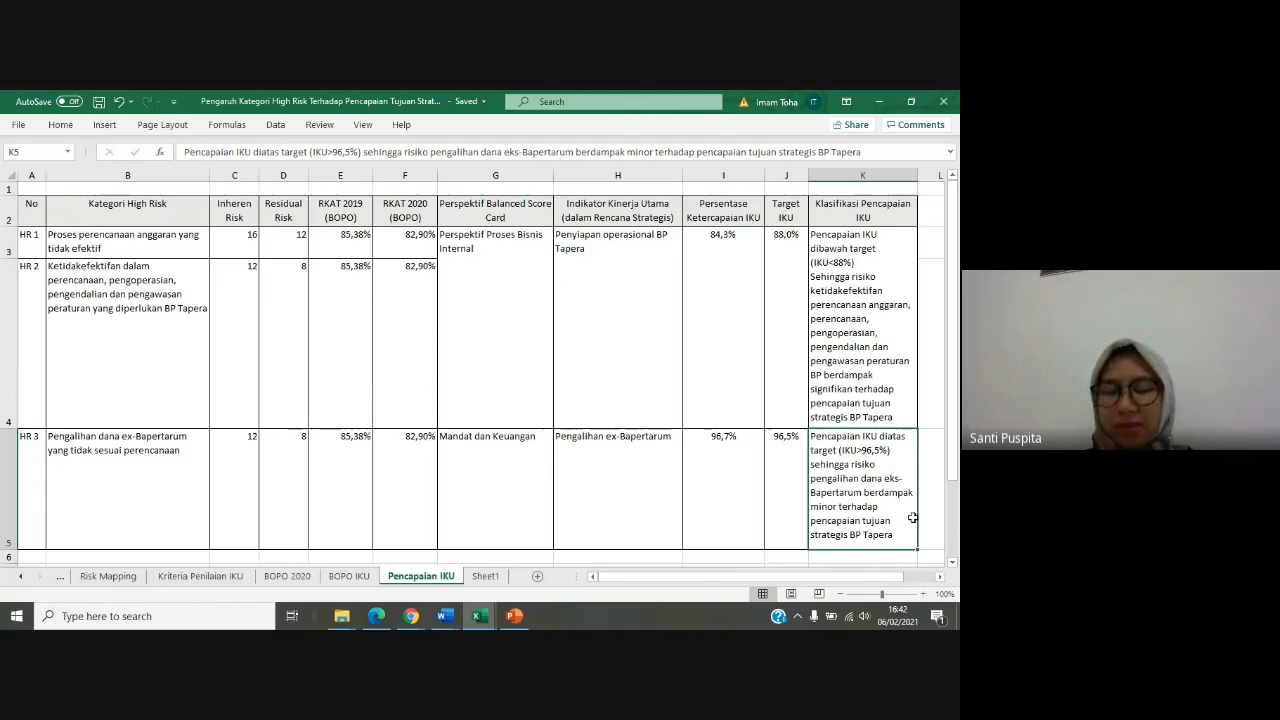 AutoSave Off
Pengaruh Kategori High Risk Terhadap Pencapaian Tujuan Strat... - Saved
Search
Imam Toha IT
File Home Insert Page Layout Formulas Data Review View Help
Share Comments
K5
fx
Pencapaian IKU diatas target (IKU>96,5%) sehingga risiko pengalihan dana eks-Bapertarum berdampak minor terhadap pencapaian tujuan strategis BP Tapera
A B C D E F G H I J K L
1
2
No
Kategori High Risk
Inheren
Risk
Residual
Risk
RKAT 2019
(BOPO)
RKAT 2020
(BOPO)
Perspektif Balanced Score
Card
Indikator Kinerja Utama
(dalam Rencana Strategis)
Persentase
Ketercapaian IKU
Target
IKU
Klasifikasi Pencapaian
IKU
3
HR 1
Proses perencanaan anggaran yang
tidak efektif
16
12
85,38%
82,90%
Perspektif Proses Bisnis
Internal
Penyiapan operasional BP
Tapera
84,3%
88,0%
Pencapaian IKU
dibawah target
(IKU<88%)
Sehingga risiko
ketidakefektifan
perencanaan anggaran,
perencanaan,
pengoperasian,
pengendalian dan
pengawasan peraturan
BP berdampak
signifikan terhadap
pencapaian tujuan
strategis BP Tapera
4
HR 2
Ketidakefektifan dalam
perencanaan, pengoperasian,
pengendalian dan pengawasan
peraturan yang diperlukan BP Tapera
12
8
85,38%
82,90%
5
HR 3
Pengalihan dana ex-Bapertarum
yang tidak sesuai perencanaan
12
8
85,38%
82,90%
Mandat dan Keuangan
Pengalihan ex-Bapertarum
96,7%
96,5%
Pencapaian IKU diatas
target (IKU>96,5%)
sehingga risiko
pengalihan dana eks-
Bapertarum berdampak
minor terhadap
pencapaian tujuan
strategis BP Tapera
6
Santi Puspita
... Risk Mapping Kriteria Penilaian IKU BOPO 2020 BOPO IKU Pencapaian IKU Sheet1
100%
Type here to search
16:42
06/02/2021
1